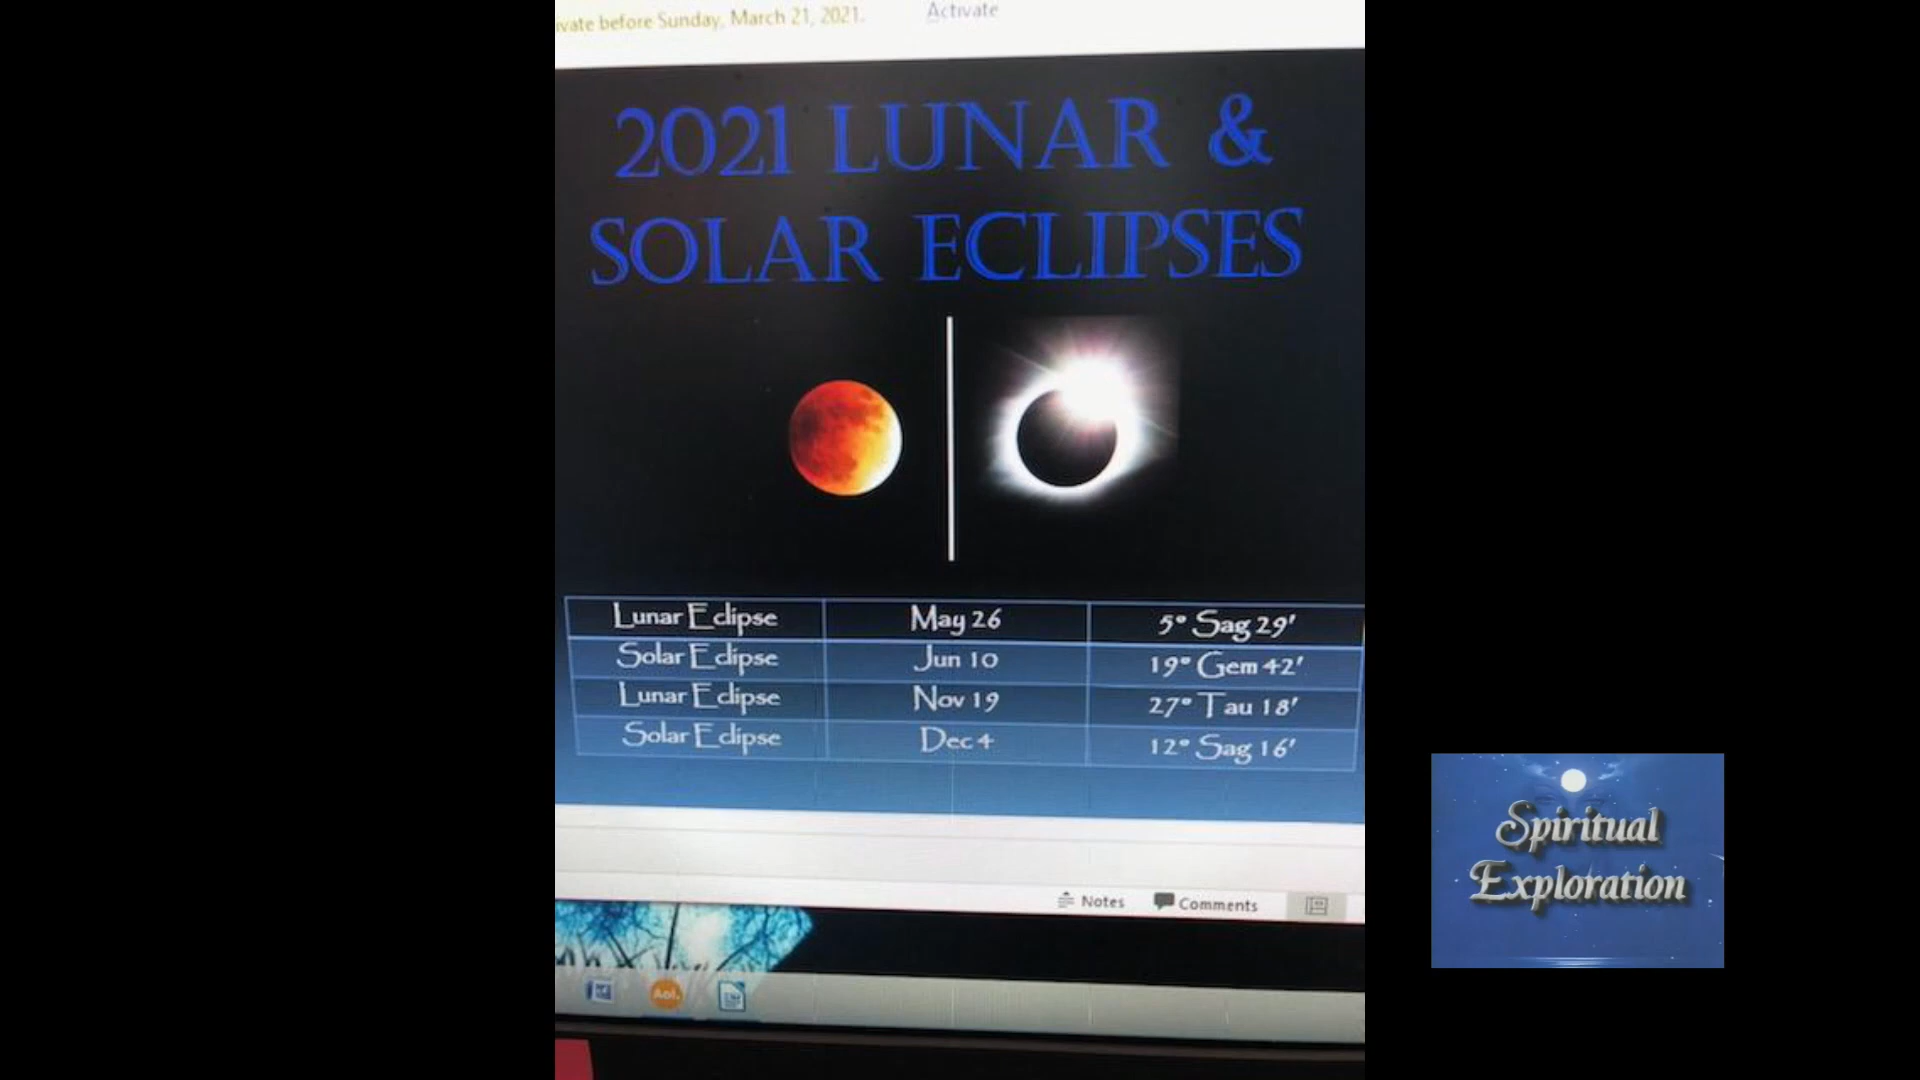 vate before Sunday, March 21, 2021.
Activate
2021 LUNAR &
SOLAR ECLIPSES
Lunar Eclipse May 26 5° Sag 29'
Solar Eclipse Jun 10 19° Gem 42'
Lunar Eclipse Nov 19 27° Tau 18'
Solar Eclipse Dec 4 12° Sag 16'
Notes
Comments
Aol.
Spiritual
Exploration